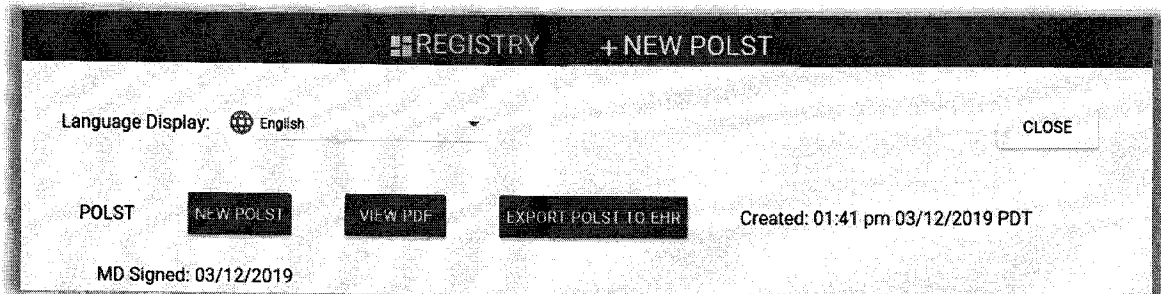 REGISTRY +NEW POLST
Language Display: English CLOSE
POLST NEW POLST VIEW PDF EXPORT POLST TO EHR Created: 01:41 pm 03/12/2019 PDT
MD Signed: 03/12/2019